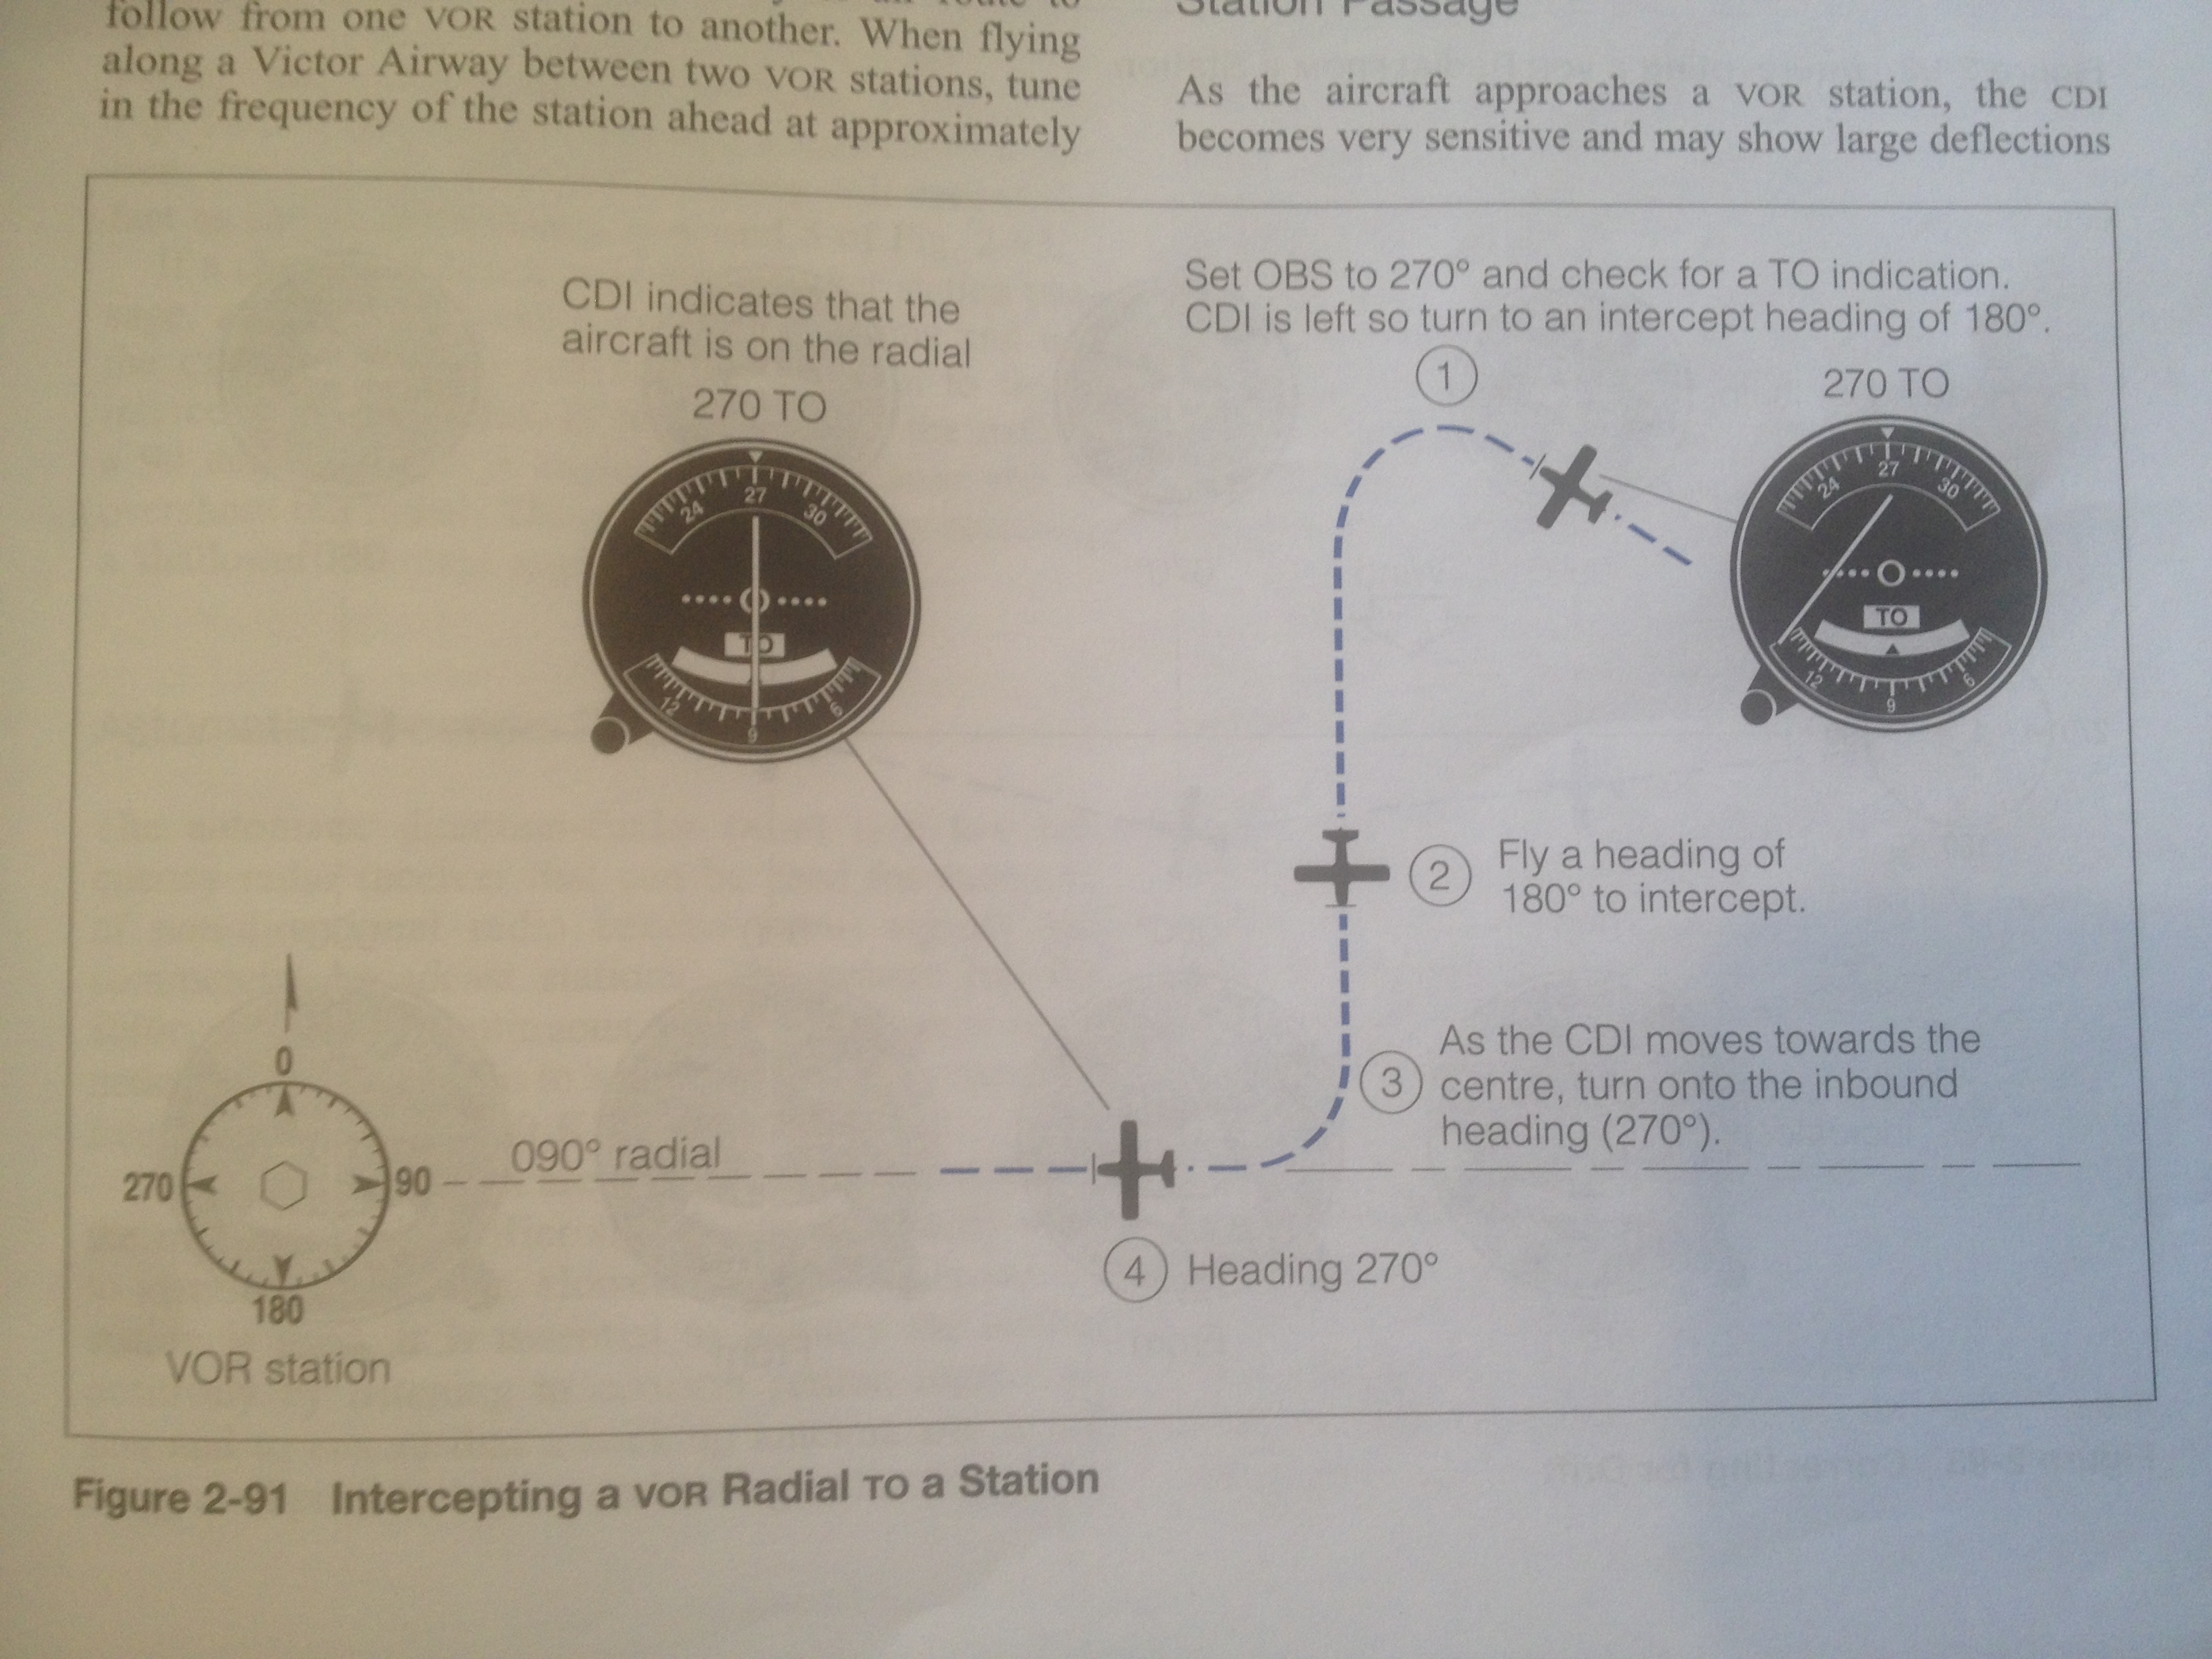 follow from one VOR station to another. When flying
along a Victor Airway between two VOR stations, tune
in the frequency of the station ahead at approximately
Station Passage
As the aircraft approaches a VOR station, the CDI
becomes very sensitive and may show large deflections
CDI indicates that the
aircraft is on the radial
270 TO
24
27
30
TO
12
9
6
Set OBS to 270° and check for a TO indication.
CDI is left so turn to an intercept heading of 180°.
1
270 TO
24
27
30
TO
12
9
6
2
Fly a heading of
180° to intercept.
3
As the CDI moves towards the
centre, turn onto the inbound
heading (270°).
0
270
90
180
090° radial
4
Heading 270°
VOR station
Figure 2-91 Intercepting a VOR Radial TO a Station